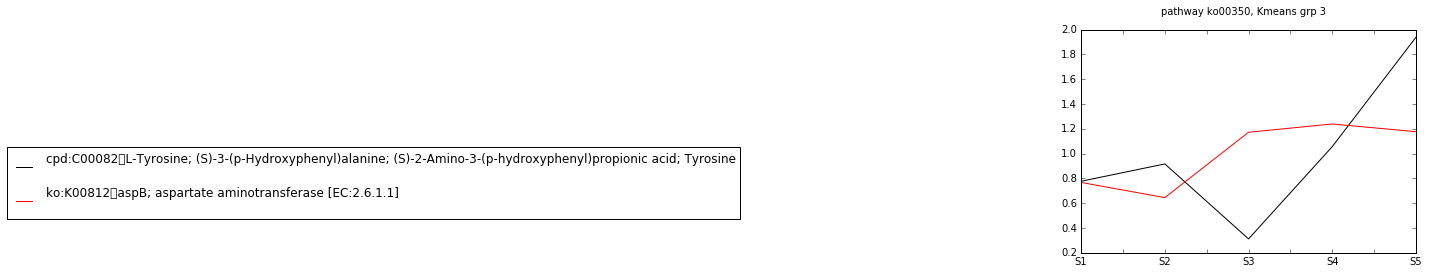 pathway ko00350, Kmeans grp 3
2.0
1.8
1.6
1.4
1.2
1.0
0.8
0.6
0.4
0.2
S1 S2 S3 S4 S5
cpd:C00082▯L-Tyrosine; (S)-3-(p-Hydroxyphenyl)alanine; (S)-2-Amino-3-(p-hydroxyphenyl)propionic acid; Tyrosine
ko:K00812▯aspB; aspartate aminotransferase [EC:2.6.1.1]